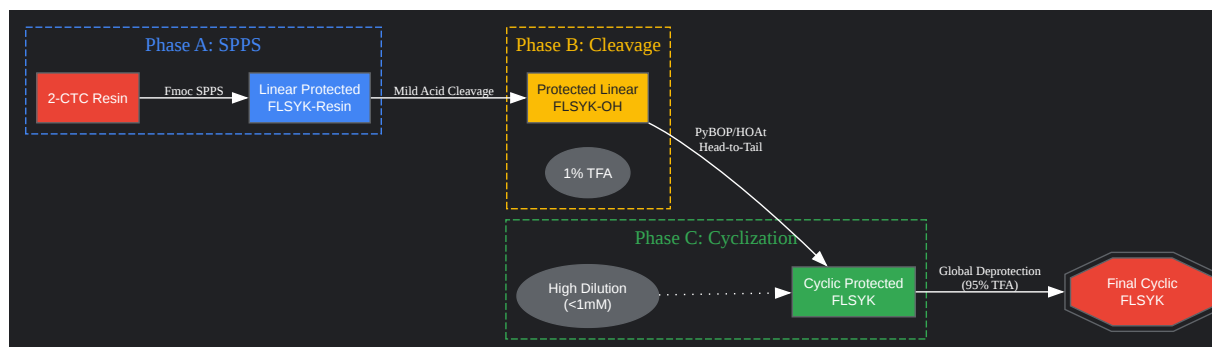 Phase A: SPPS
2-CTC Resin
Fmoc SPPS
Linear Protected
FLSYK-Resin
Mild Acid Cleavage
Phase B: Cleavage
Protected Linear
FLSYK-OH
1% TFA
PyBOP/HOAt
Head-to-Tail
Phase C: Cyclization
High Dilution
(<1mM)
Cyclic Protected
FLSYK
Global Deprotection
(95% TFA)
Final Cyclic
FLSYK